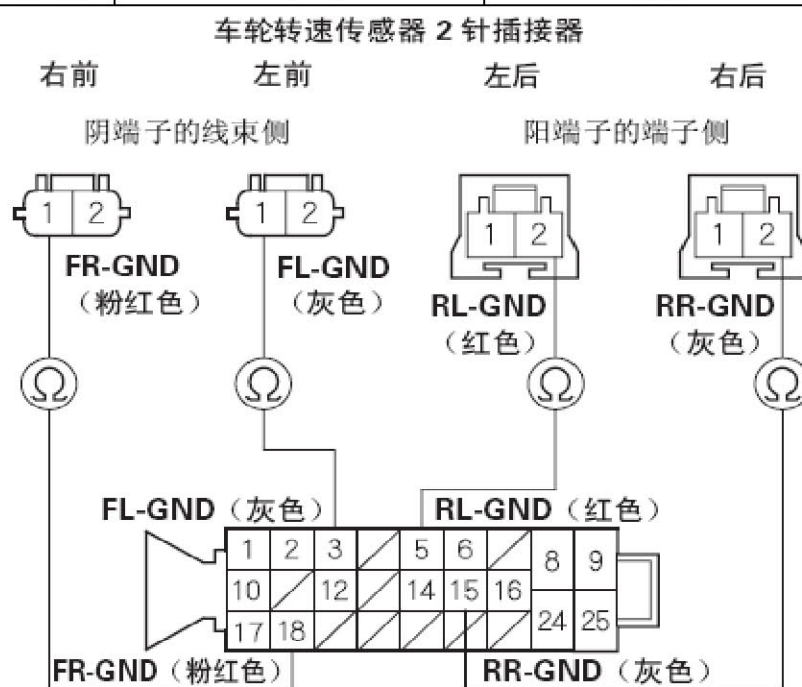 车轮转速传感器 2 针插接器
右前 左前 左后 右后
阴端子的线束侧 阳端子的端子侧
1 2 1 2 1 2 1 2
FR-GND FL-GND RL-GND RR-GND
（粉红色） （灰色） （红色） （灰色）
Ω Ω Ω Ω
FL-GND（灰色） RL-GND（红色）
1 2 3 5 6 8 9
10 12 14 15 16
17 18 24 25
FR-GND（粉红色） RR-GND（灰色）